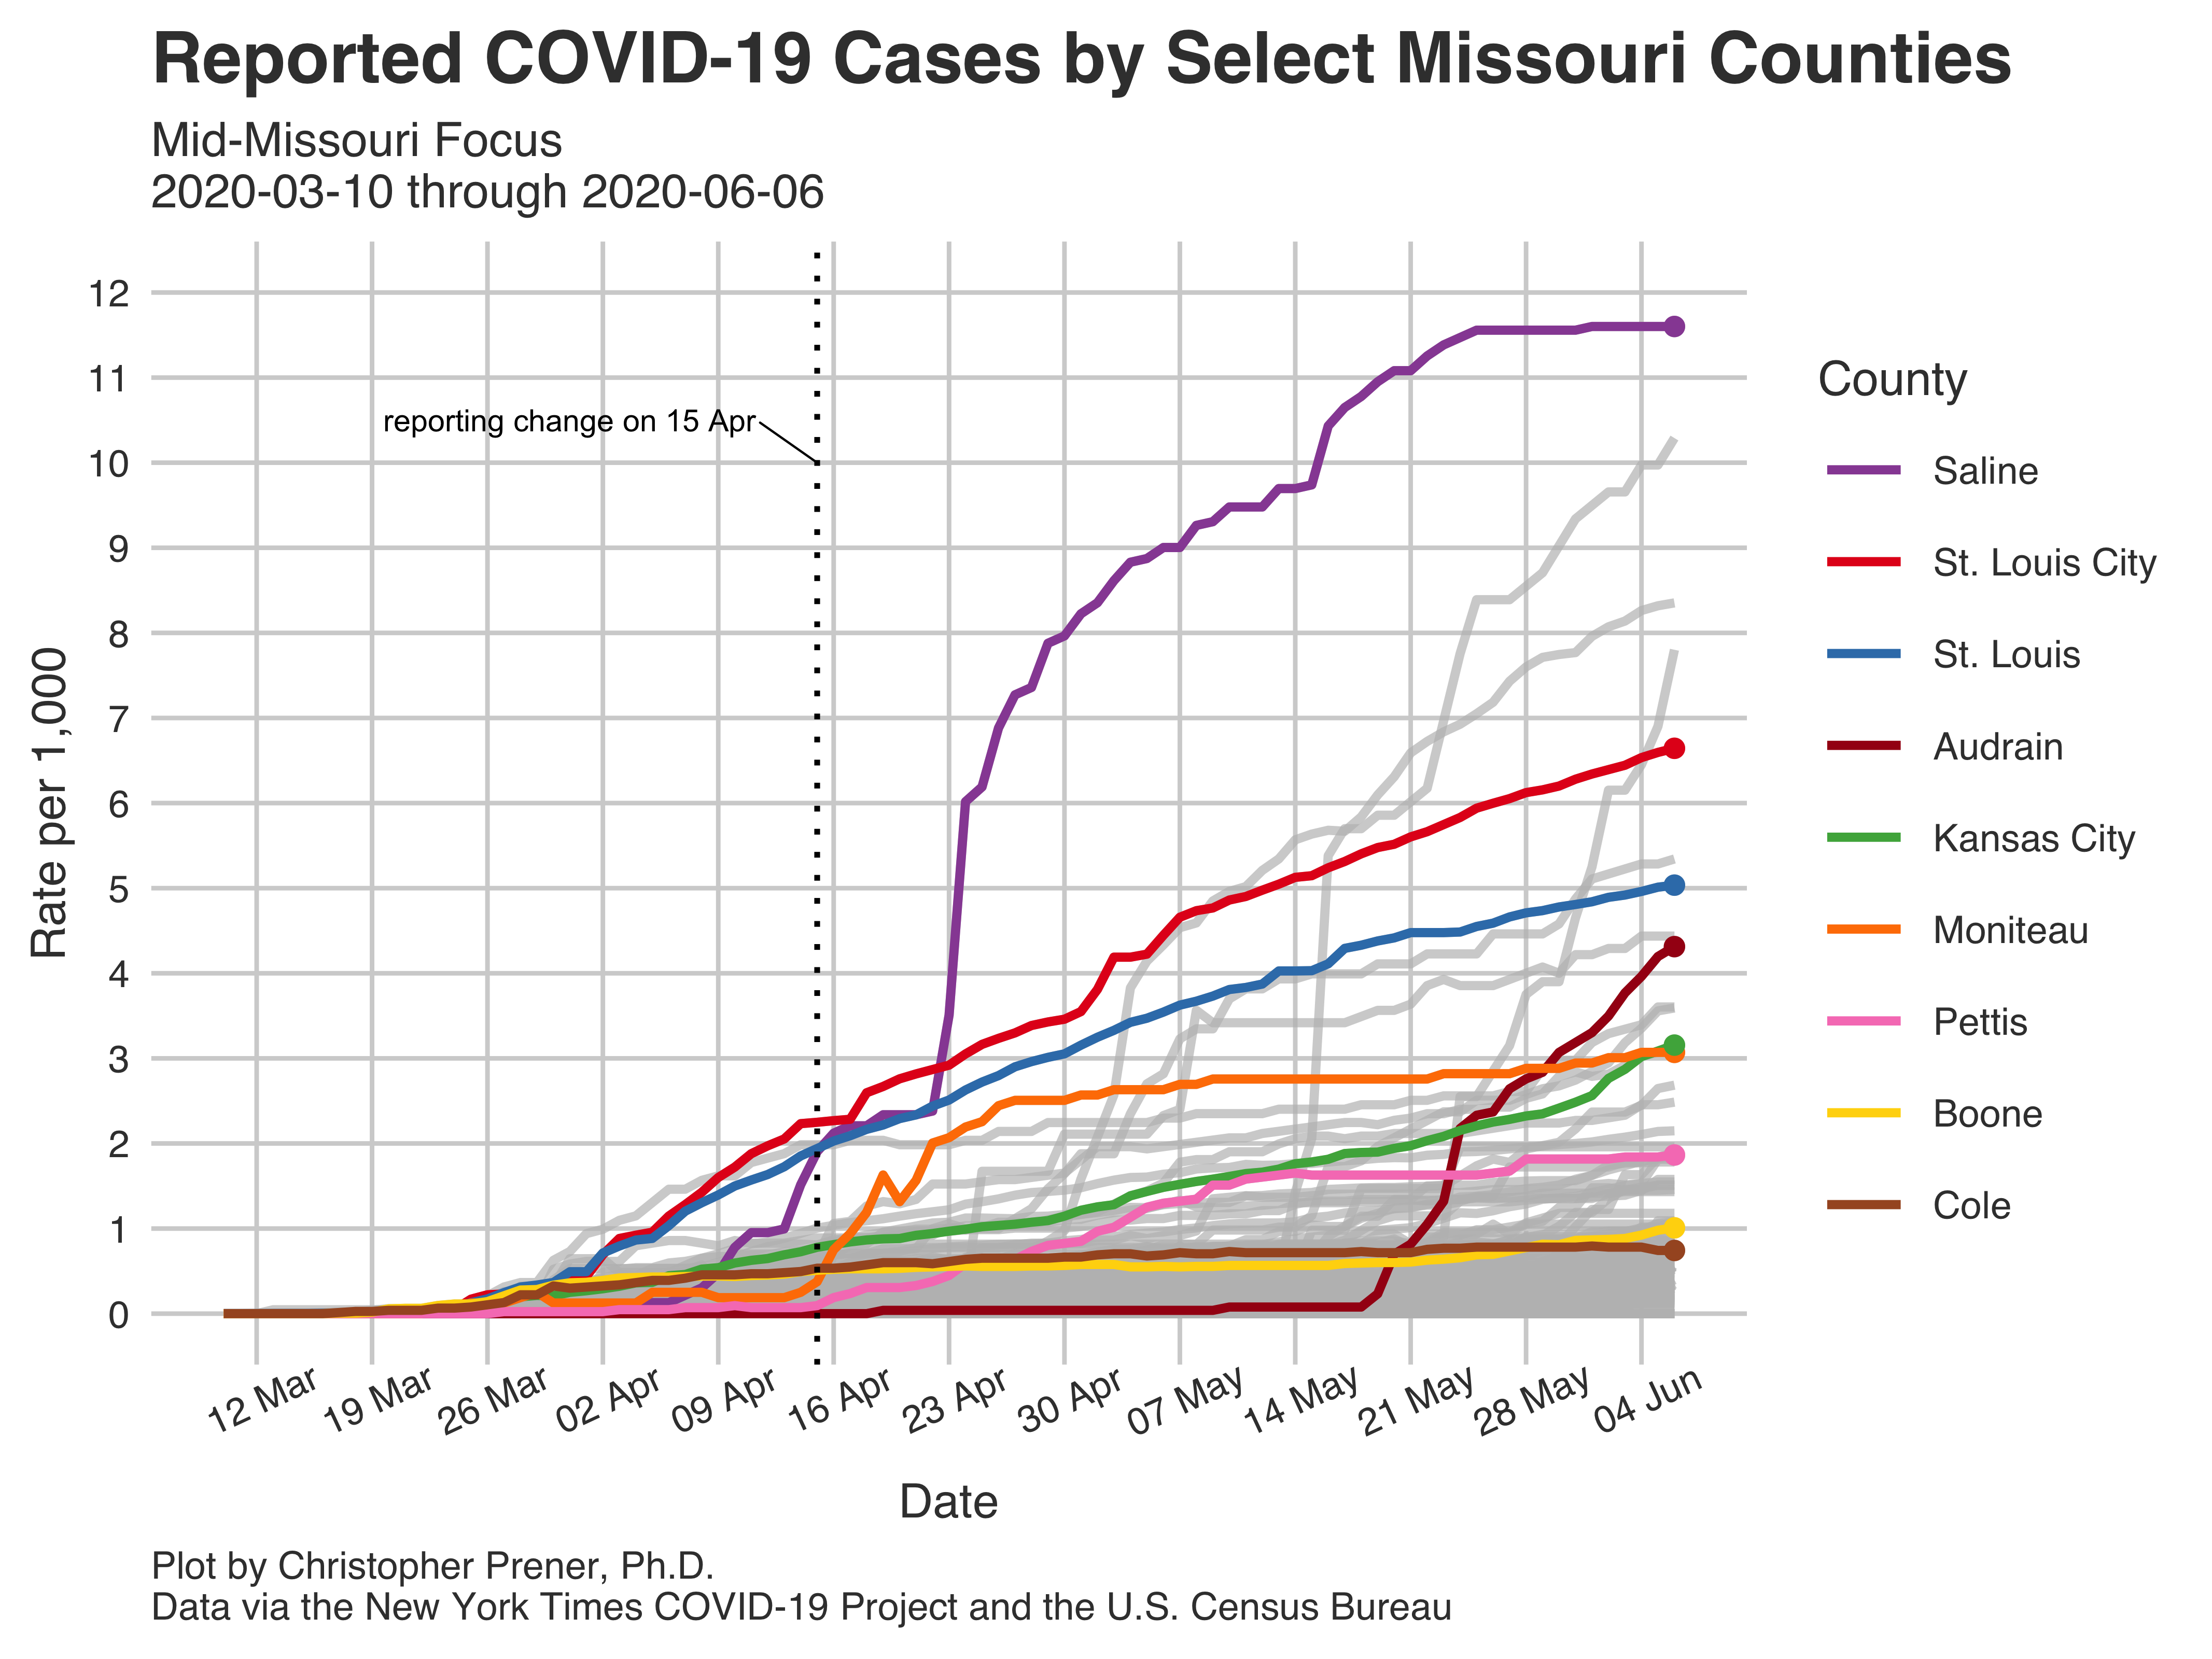 Reported COVID-19 Cases by Select Missouri Counties
Mid-Missouri Focus
2020-03-10 through 2020-06-06
12
11
10
9
8
7
6
5
4
3
2
1
0
Rate per 1,000
reporting change on 15 Apr
12 Mar
19 Mar
26 Mar
02 Apr
09 Apr
16 Apr
23 Apr
30 Apr
07 May
14 May
21 May
28 May
04 Jun
Date
County
Saline
St. Louis City
St. Louis
Audrain
Kansas City
Moniteau
Pettis
Boone
Cole
Plot by Christopher Prener, Ph.D.
Data via the New York Times COVID-19 Project and the U.S. Census Bureau